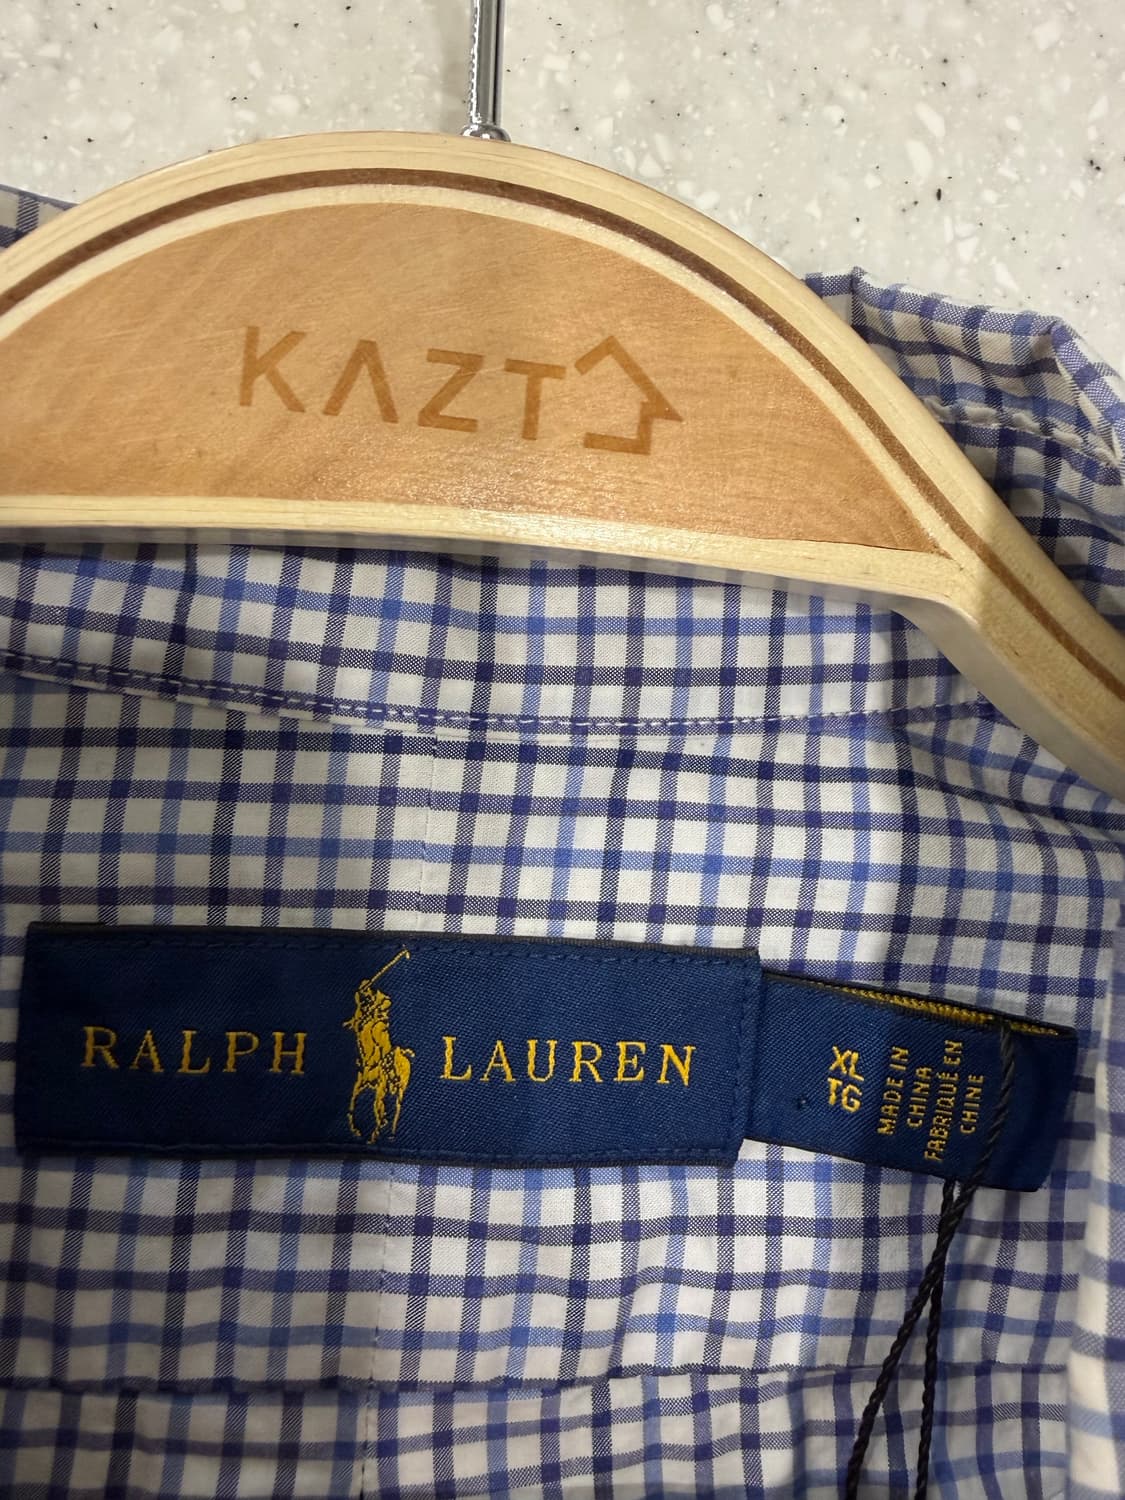 KAZT
RALPH LAUREN
XL
TG
MADE IN
CHINA
FABRIQUÉ EN
CHINE